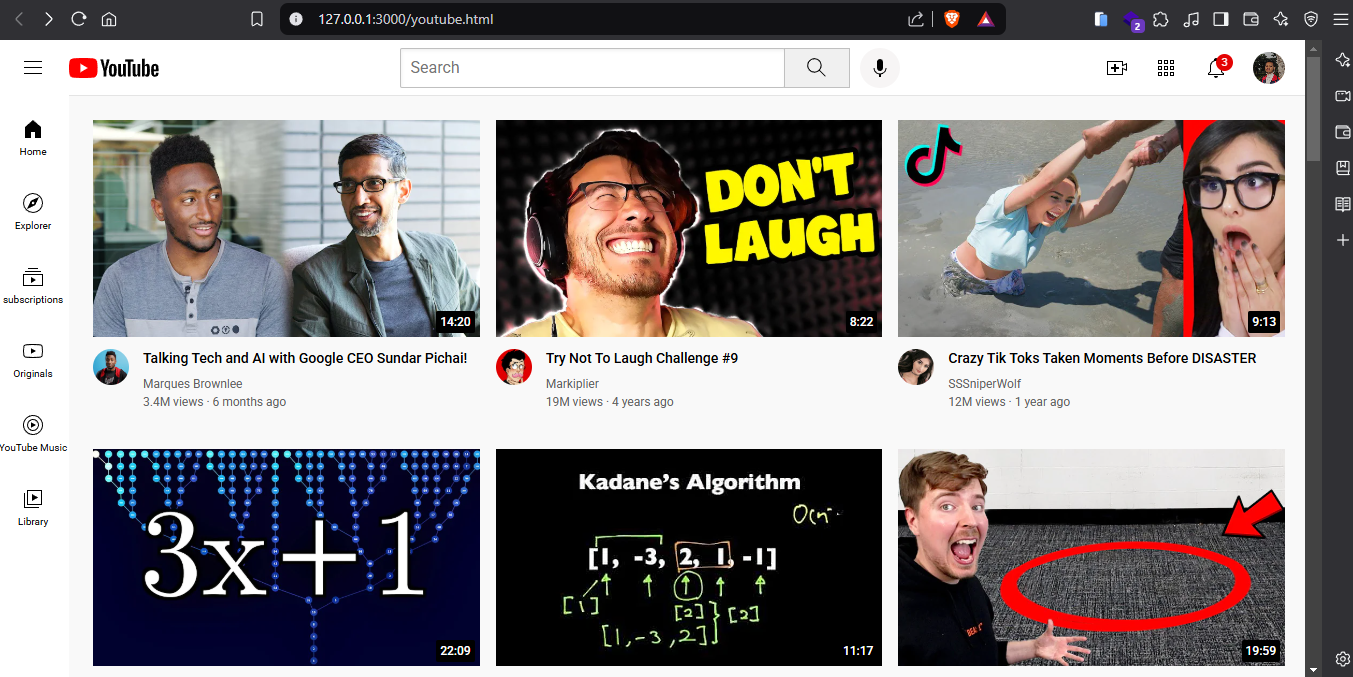 127.0.0.1:3000/youtube.html
2
YouTube
Search
3
Home
Explorer
subscriptions
Originals
YouTube Music
Library
14:20
Talking Tech and AI with Google CEO Sundar Pichai!
Marques Brownlee
3.4M views · 6 months ago
DON'T
LAUGH
8:22
Try Not To Laugh Challenge #9
Markiplier
19M views · 4 years ago
9:13
Crazy Tik Toks Taken Moments Before DISASTER
SSSniperWolf
12M views · 1 year ago
3x+1
22:09
Kadane's Algorithm
[1, -3, 2, 1, -1]
[1] [2] [2]
[1, -3, 2]
11:17
19:59